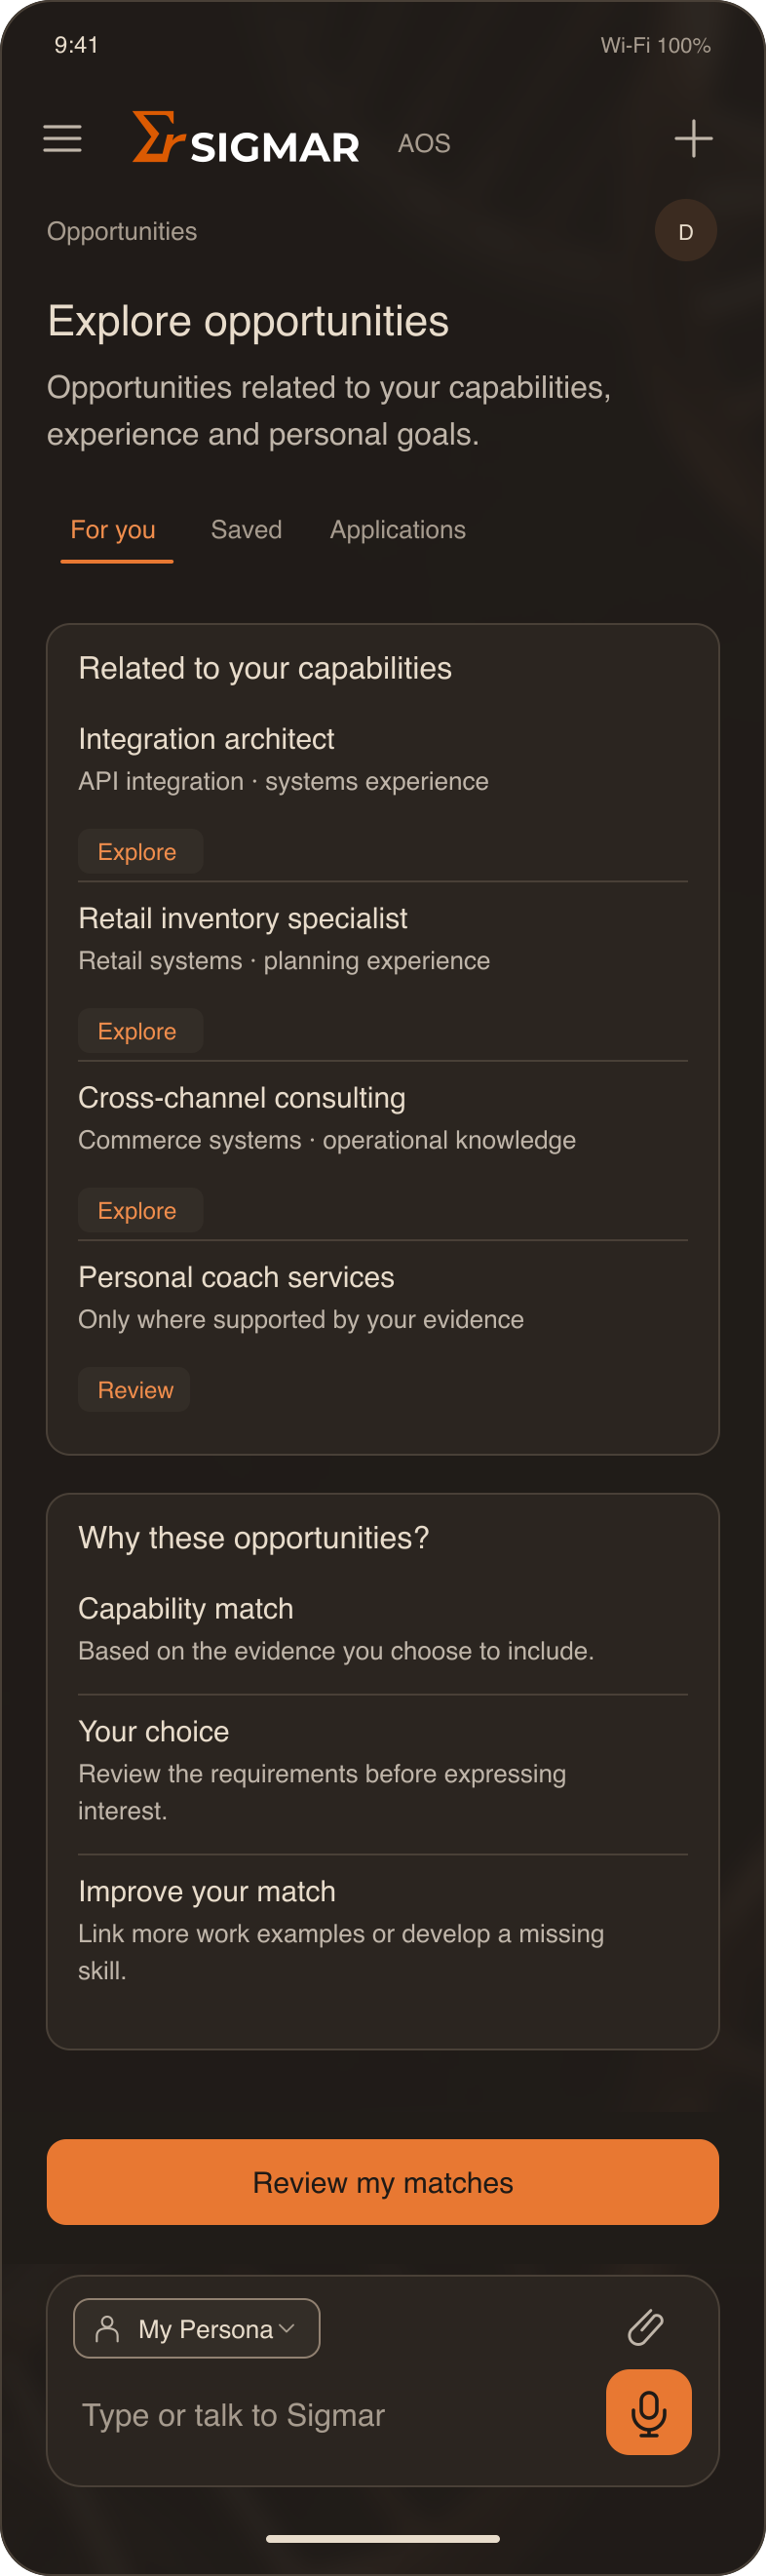 9:41
Wi-Fi 100%
Σr SIGMAR AOS
Opportunities
D
Explore opportunities
Opportunities related to your capabilities,
experience and personal goals.
For you Saved Applications
Related to your capabilities
Integration architect
API integration · systems experience
Explore
Retail inventory specialist
Retail systems · planning experience
Explore
Cross-channel consulting
Commerce systems · operational knowledge
Explore
Personal coach services
Only where supported by your evidence
Review
Why these opportunities?
Capability match
Based on the evidence you choose to include.
Your choice
Review the requirements before expressing
interest.
Improve your match
Link more work examples or develop a missing
skill.
Review my matches
My Persona
Type or talk to Sigmar